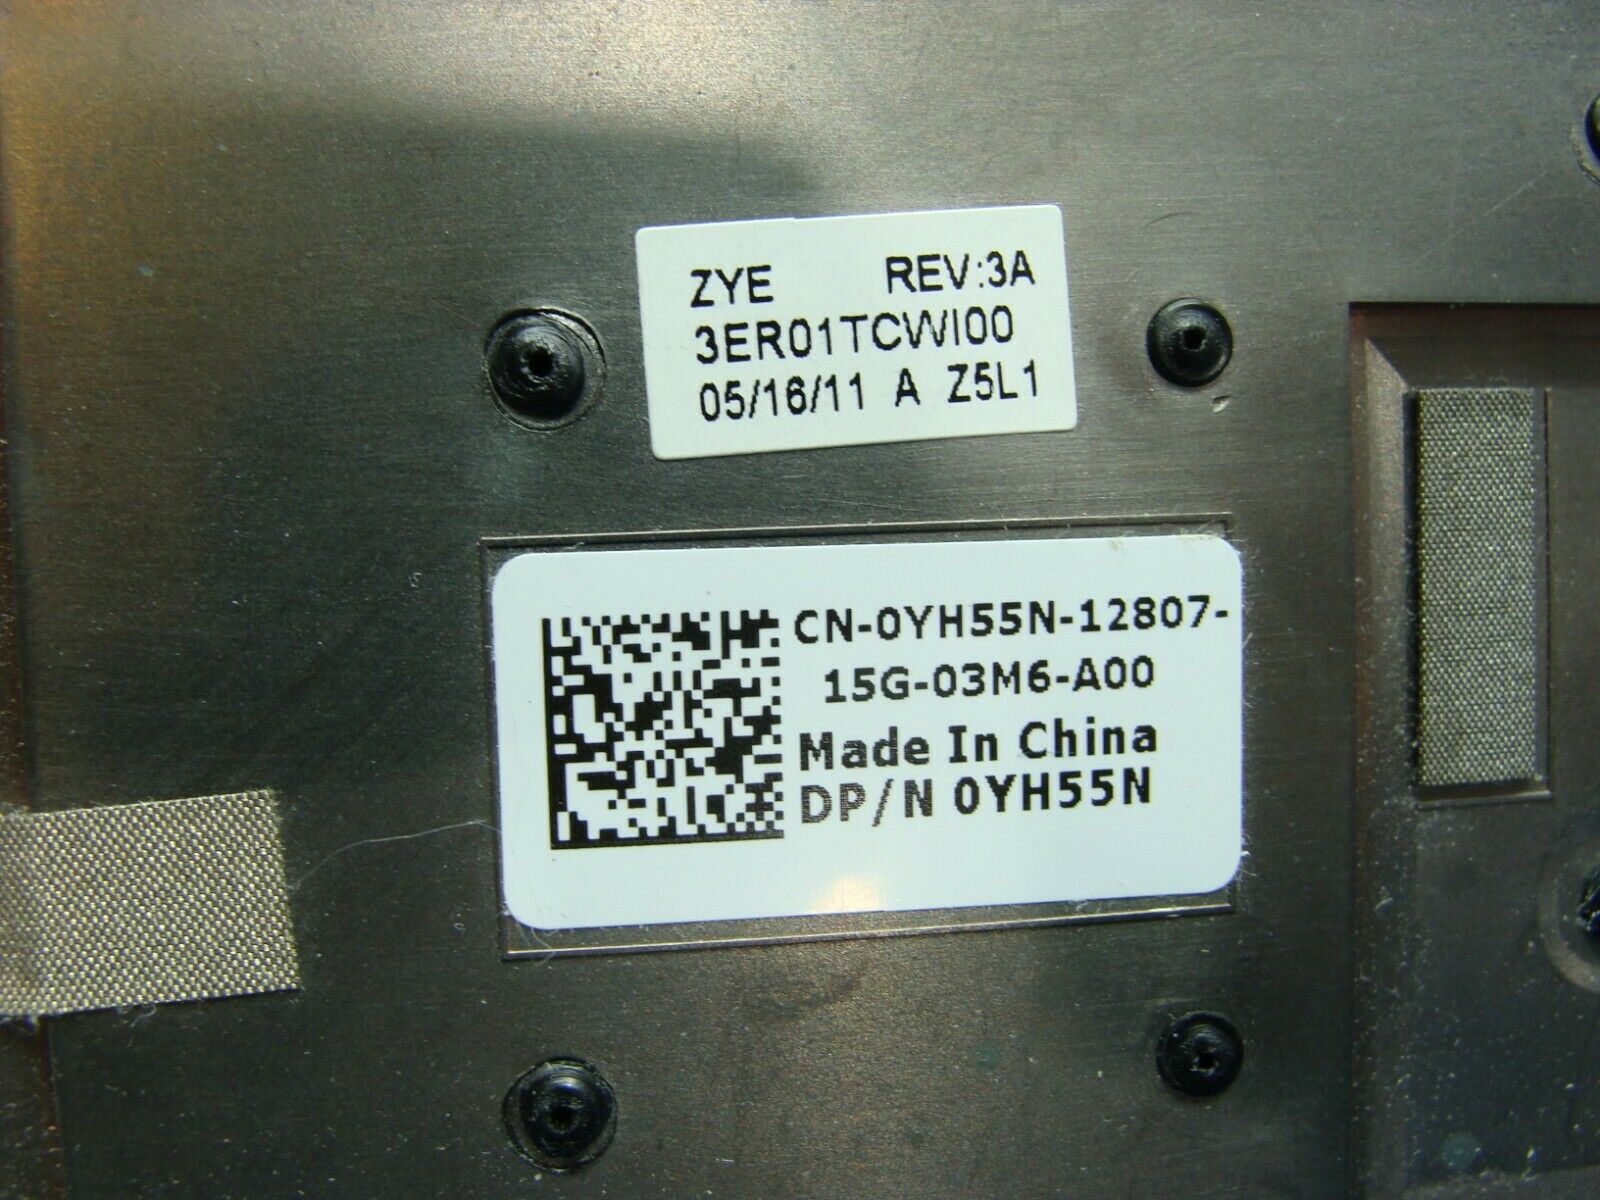 ZYE REV:3A
3ER01TCWI00
05/16/11 A Z5L1
CN-0YH55N-12807-
15G-03M6-A00
Made In China
DP/N 0YH55N